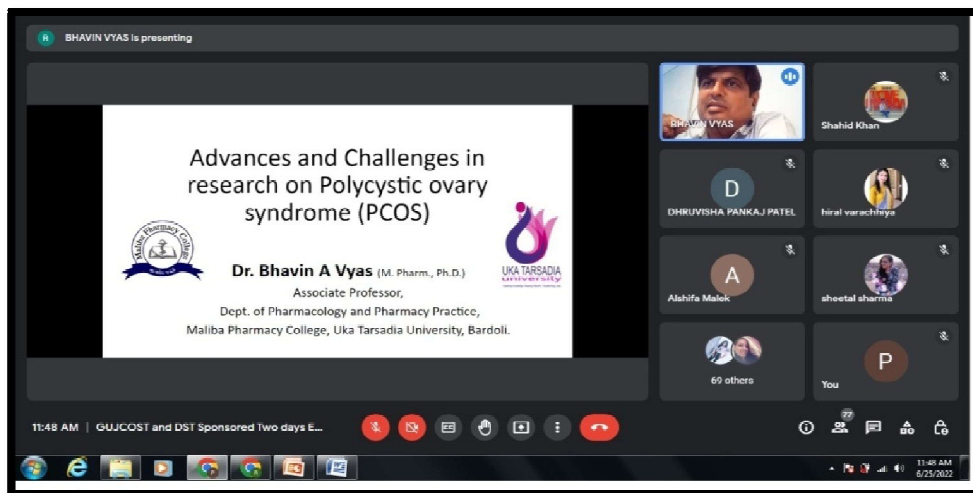 B
BHAVIN VYAS is presenting
Advances and Challenges in
research on Polycystic ovary
syndrome (PCOS)
Maliba Pharmacy College
UKA TARSADIA
university
Dr. Bhavin A Vyas (M. Pharm., Ph.D.)
Associate Professor,
Dept. of Pharmacology and Pharmacy Practice,
Maliba Pharmacy College, Uka Tarsadia University, Bardoli.
BHAVIN VYAS
Shahid Khan
D
DHRUVISHA PANKAJ PATEL
hiral varachhiya
A
Alshifa Malek
sheetal sharma
69 others
P
You
11:48 AM | GUJCOST and DST Sponsored Two days E...
77
11:48 AM
6/25/2022